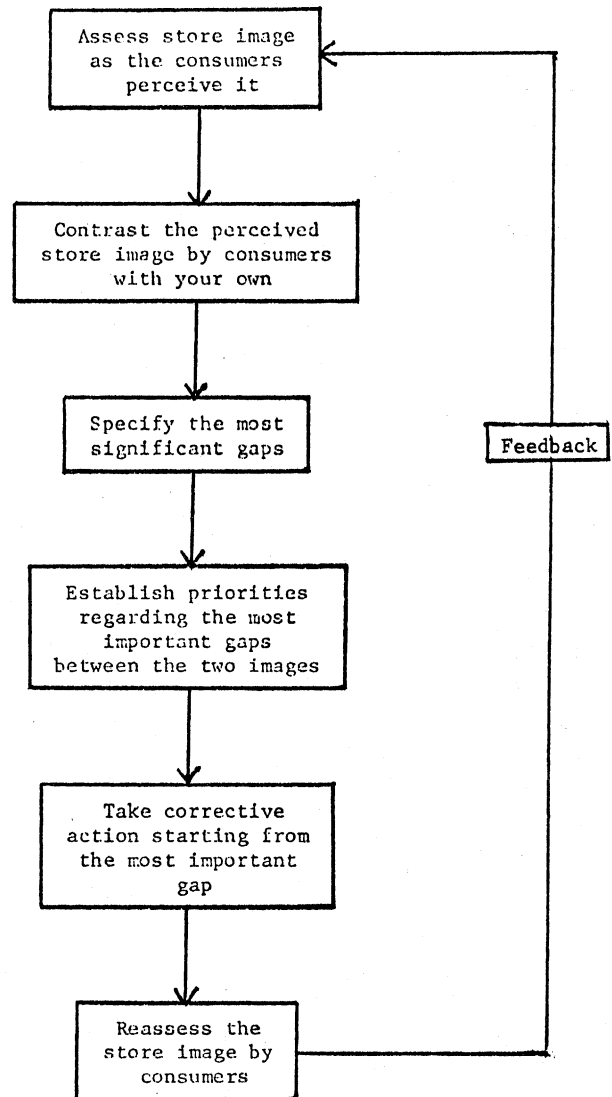 Assess store image
as the consumers
perceive it
Contrast the perceived
store image by consumers
with your own
Specify the most
significant gaps
Feedback
Establish priorities
regarding the most
important gaps
between the two images
Take corrective
action starting from
the most important
gap
Reassess the
store image by
consumers